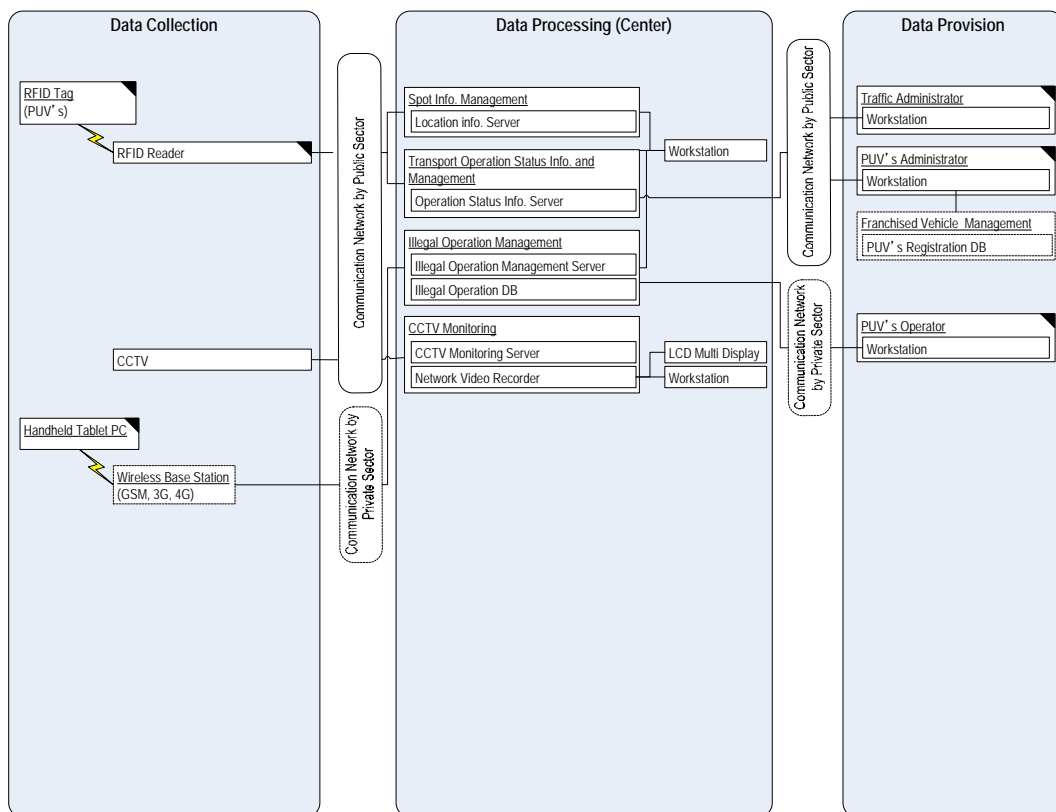 Data Collection
RFID Tag
(PUV's)
RFID Reader
CCTV
Handheld Tablet PC
Wireless Base Station
(GSM, 3G, 4G)
Communication Network by Public Sector
Communication Network by
Private Sector
Data Processing (Center)
Spot Info. Management
Location info. Server
Transport Operation Status Info. and
Management
Operation Status Info. Server
Illegal Operation Management
Illegal Operation Management Server
Illegal Operation DB
CCTV Monitoring
CCTV Monitoring Server
Network Video Recorder
Workstation
LCD Multi Display
Workstation
Communication Network by Public Sector
Communication Network
by Private Sector
Data Provision
Traffic Administrator
Workstation
PUV's Administrator
Workstation
Franchised Vehicle Management
PUV's Registration DB
PUV's Operator
Workstation